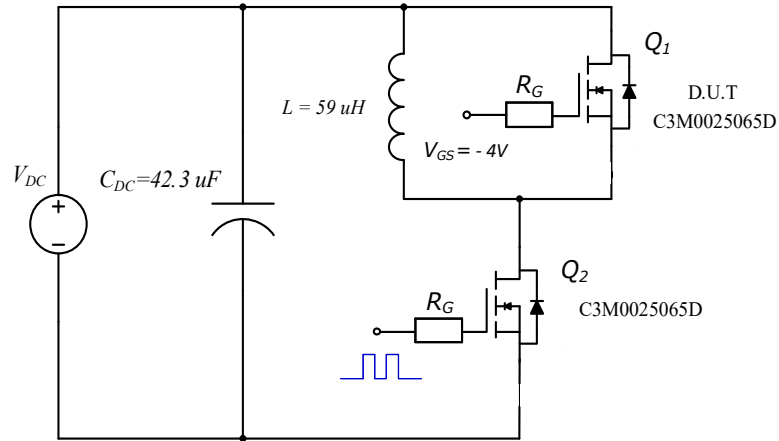 Q1
RG
D.U.T
C3M0025065D
L = 59 uH
VGS = - 4V
VDC
CDC=42.3 uF
+
−
Q2
RG
C3M0025065D